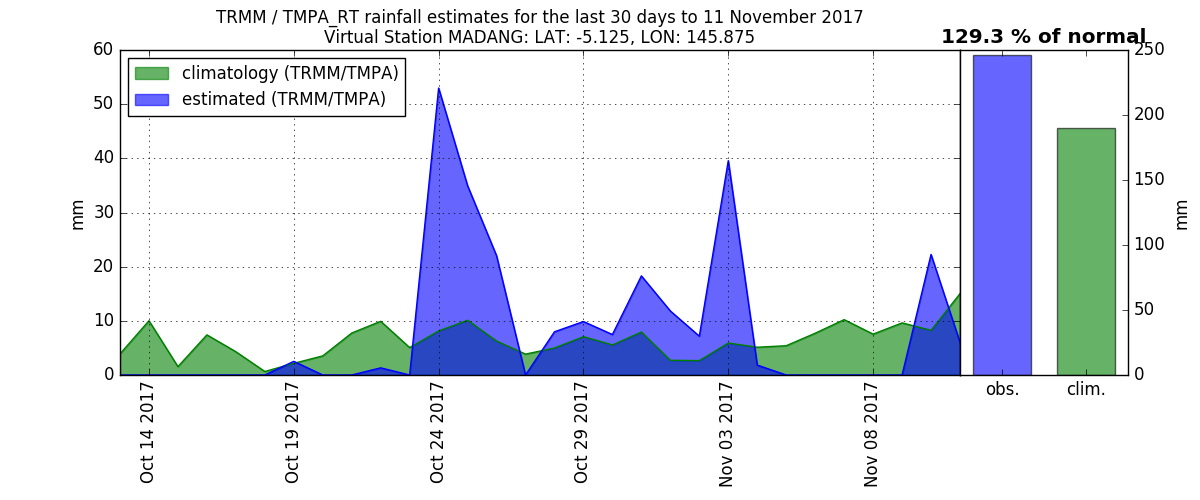 TRMM / TMPA_RT rainfall estimates for the last 30 days to 11 November 2017
Virtual Station MADANG: LAT: -5.125, LON: 145.875
129.3 % of normal
climatology (TRMM/TMPA)
estimated (TRMM/TMPA)
60
50
40
30
20
10
0
mm
Oct 14 2017
Oct 19 2017
Oct 24 2017
Oct 29 2017
Nov 03 2017
Nov 08 2017
250
200
150
100
50
0
mm
obs.
clim.